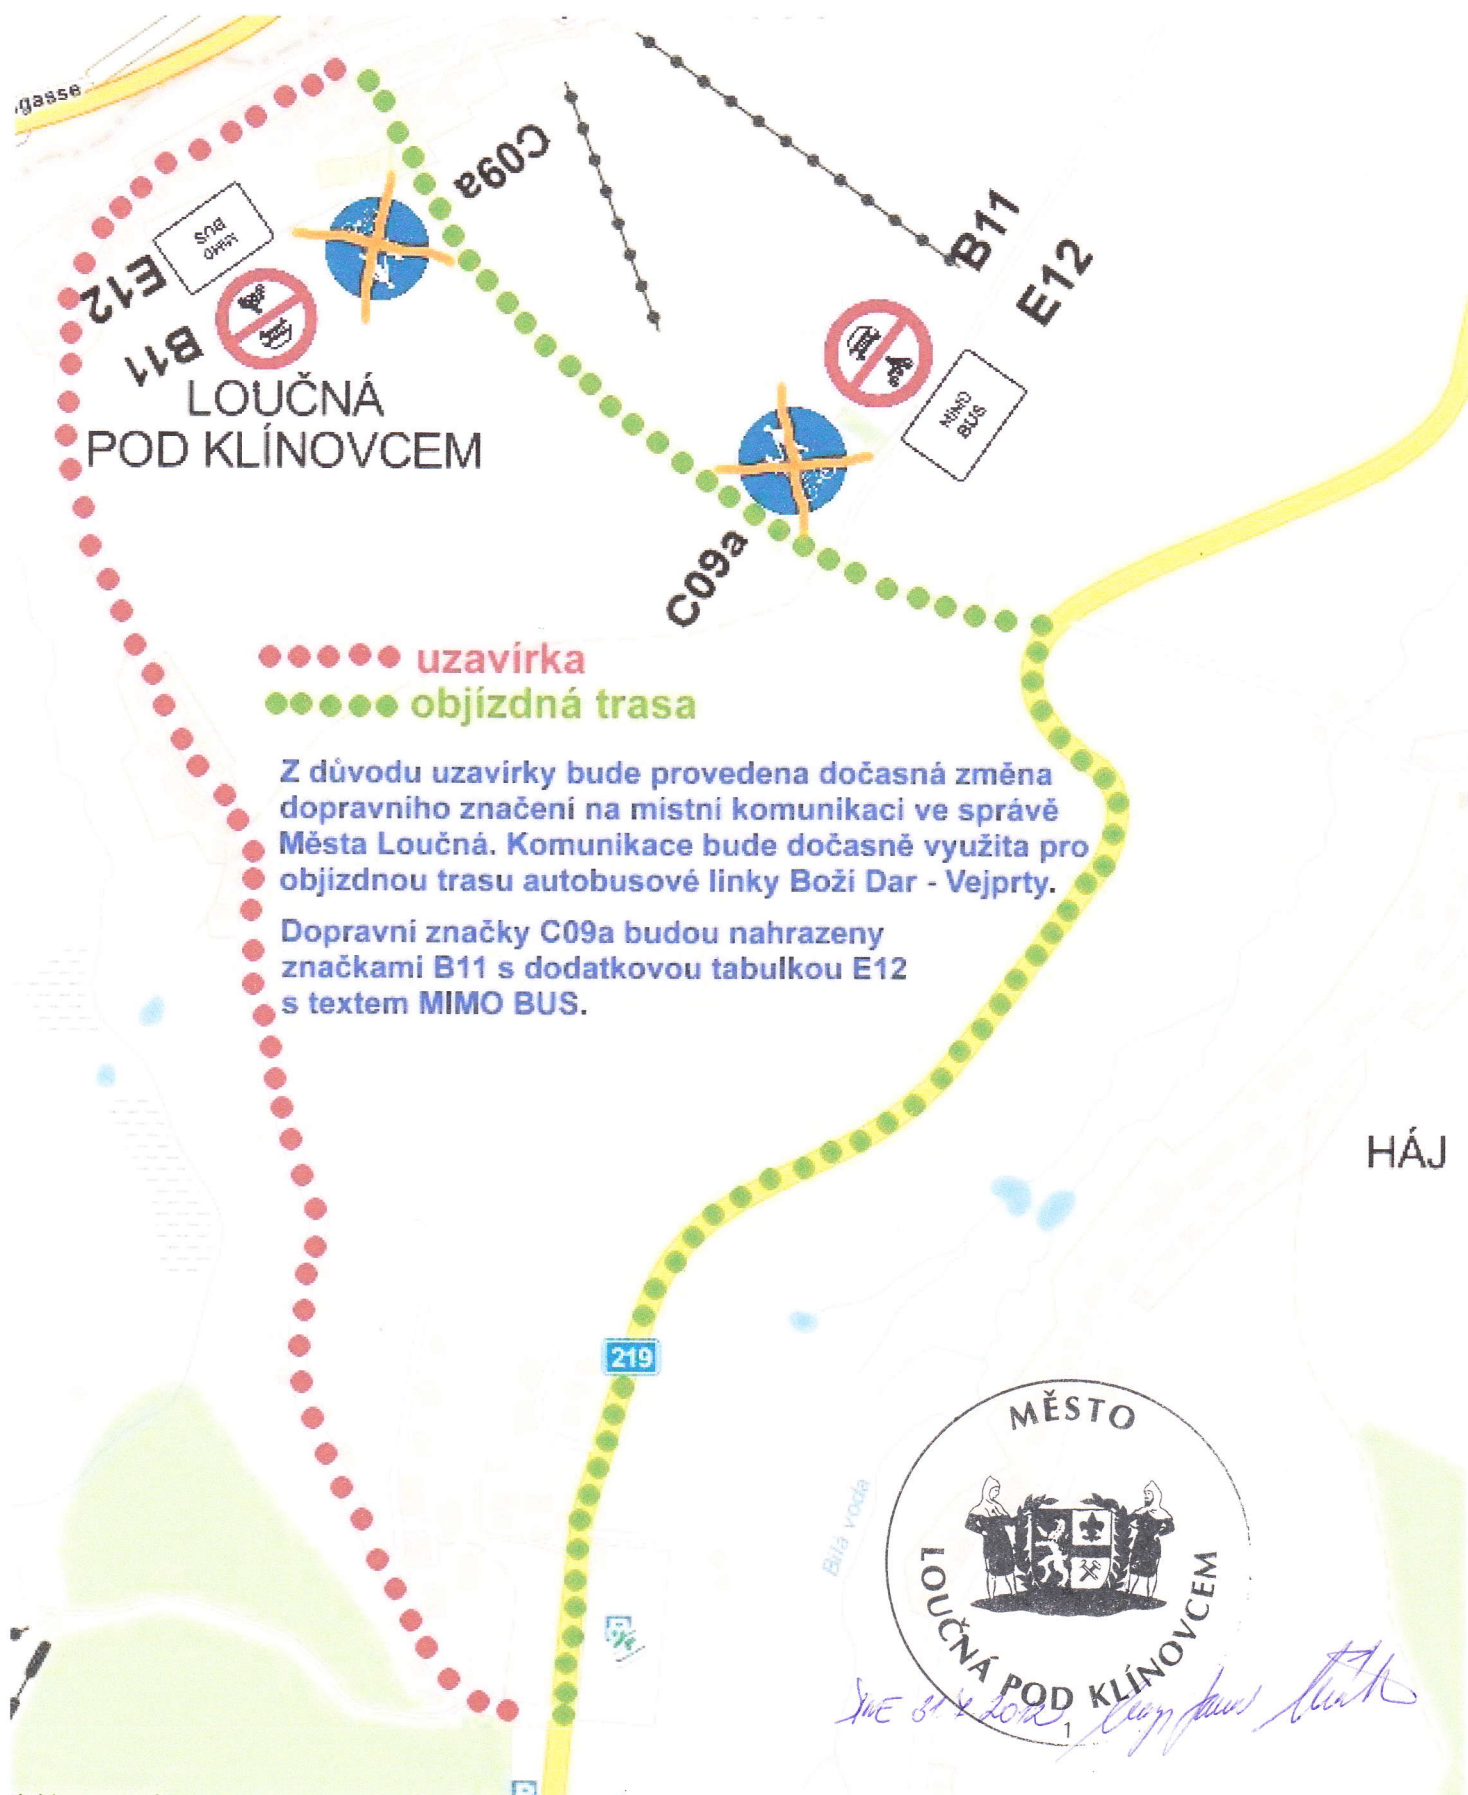 gasse
C09a
B11
E12
MIMO
BUS
E12
B11
MIMO
BUS
LOUČNÁ
POD KLÍNOVCEM
C09a
uzavírka
objízdná trasa
Z důvodu uzavírky bude provedena dočasná změna
dopravního značení na místní komunikaci ve správě
Města Loučná. Komunikace bude dočasně využita pro
objízdnou trasu autobusové linky Boží Dar - Vejprty.
Dopravní značky C09a budou nahrazeny
značkami B11 s dodatkovou tabulkou E12
s textem MIMO BUS.
HÁJ
219
Bílá voda
MĚSTO
LOUČNÁ POD KLÍNOVCEM
1
P